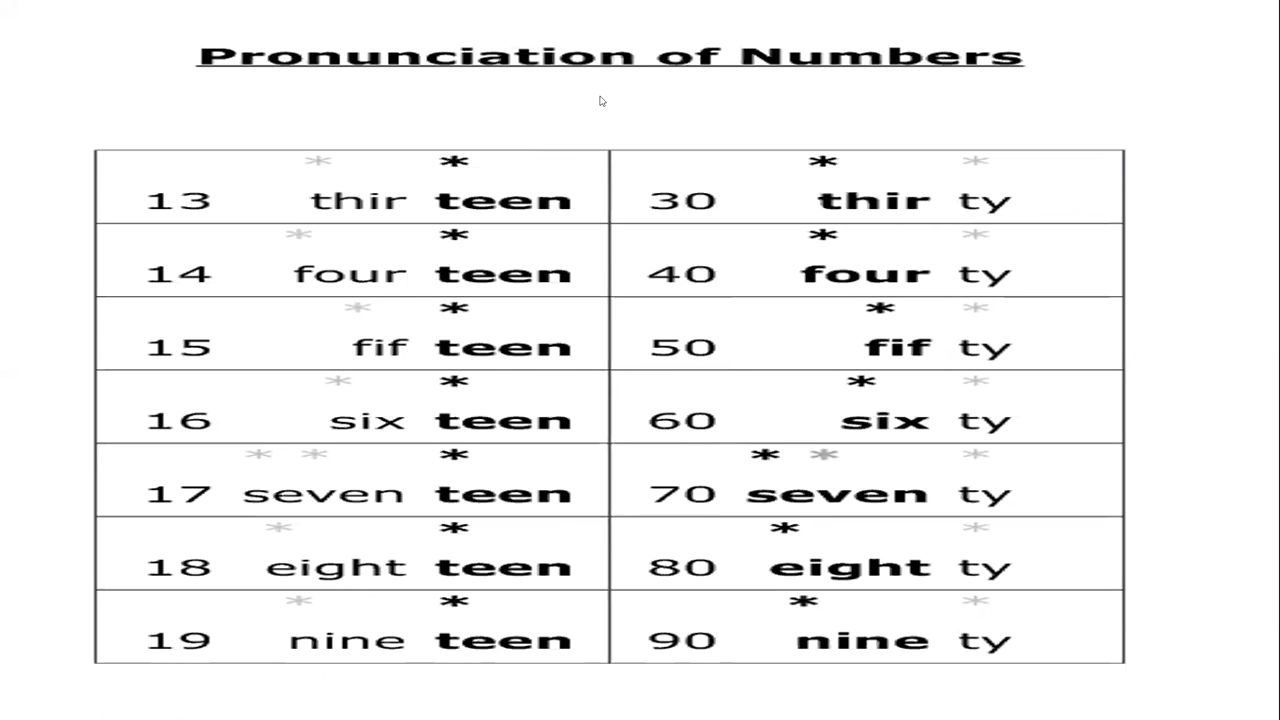 Pronunciation of Numbers
* * * *
13 thir teen 30 thir ty
* * * *
14 four teen 40 four ty
* * * *
15 fif teen 50 fif ty
* * * *
16 six teen 60 six ty
* * * * * *
17 seven teen 70 seven ty
* * * *
18 eight teen 80 eight ty
* * * *
19 nine teen 90 nine ty